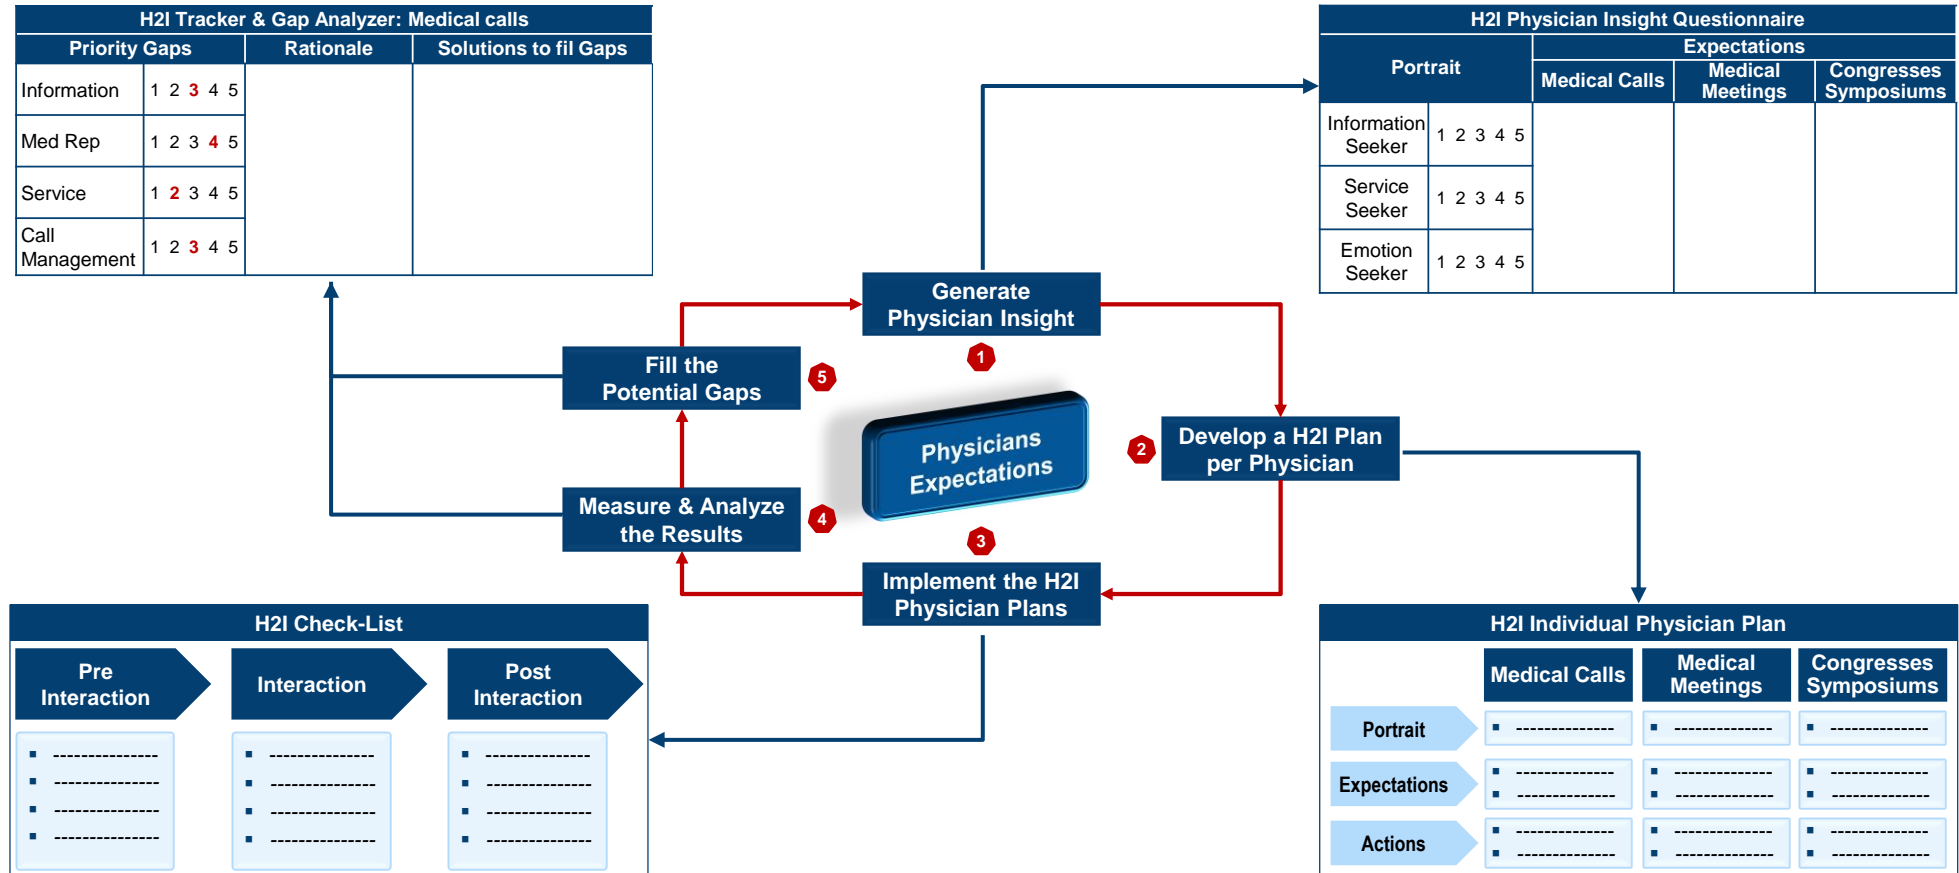 H2I Tracker & Gap Analyzer: Medical calls
Priority Gaps
Rationale
Solutions to fil Gaps
Information
1 2 3 4 5
Med Rep
1 2 3 4 5
Service
1 2 3 4 5
Call
Management
1 2 3 4 5
H2I Physician Insight Questionnaire
Portrait
Expectations
Medical Calls
Medical
Meetings
Congresses
Symposiums
Information
Seeker
1 2 3 4 5
Service
Seeker
1 2 3 4 5
Emotion
Seeker
1 2 3 4 5
Generate
Physician Insight
1
Fill the
Potential Gaps
5
Physicians
Expectations
2
Develop a H2I Plan
per Physician
Measure & Analyze
the Results
4
3
Implement the H2I
Physician Plans
H2I Check-List
Pre
Interaction
Interaction
Post
Interaction
H2I Individual Physician Plan
Medical Calls
Medical
Meetings
Congresses
Symposiums
Portrait
Expectations
Actions